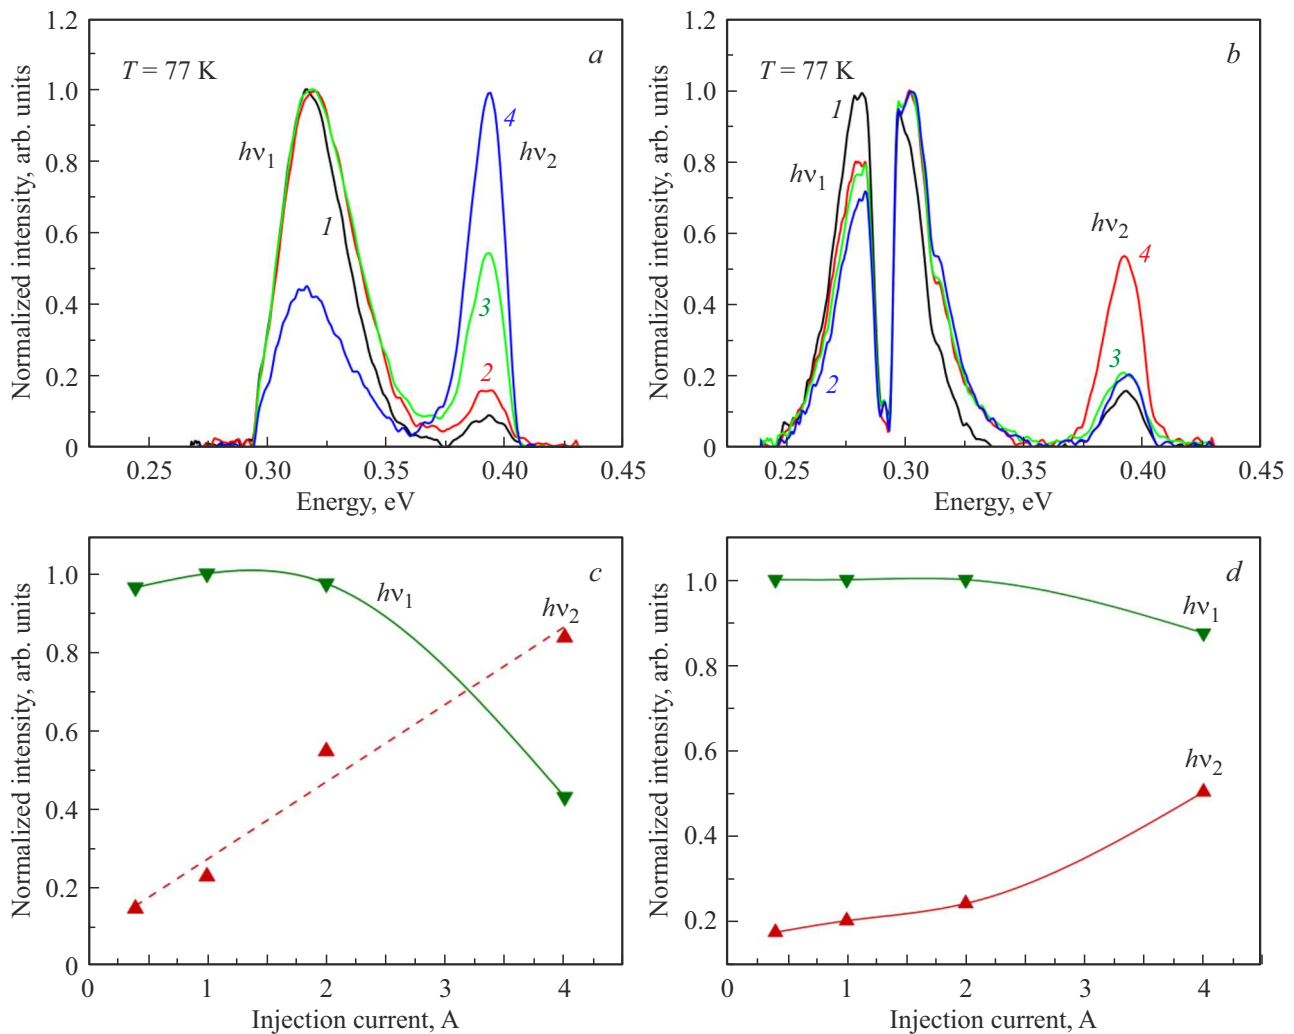 a
T = 77 K
hν1
1
2
3
4
hν2
1.2
1.0
0.8
0.6
0.4
0.2
0
0.25
0.30
0.35
0.40
0.45
Normalized intensity, arb. units
Energy, eV
b
T = 77 K
1
hν1
2
hν2
4
3
1.2
1.0
0.8
0.6
0.4
0.2
0
0.25
0.30
0.35
0.40
0.45
Normalized intensity, arb. units
Energy, eV
c
hν1
hν2
1.0
0.8
0.6
0.4
0.2
0
0
1
2
3
4
Normalized intensity, arb. units
Injection current, A
d
hν1
hν2
1.0
0.8
0.6
0.4
0.2
0
1
2
3
4
Normalized intensity, arb. units
Injection current, A